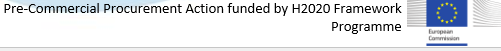 Pre-Commercial Procurement Action funded by H2020 Framework
Programme
European
Commission